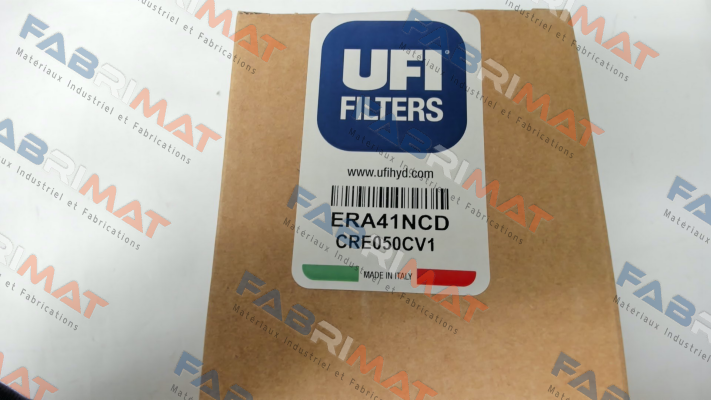 UFI
FILTERS
www.ufihyd.com
ERA41NCD
CRE050CV1
MADE IN ITALY
FABRIMAT
Materiaux Industriel et Fabrications